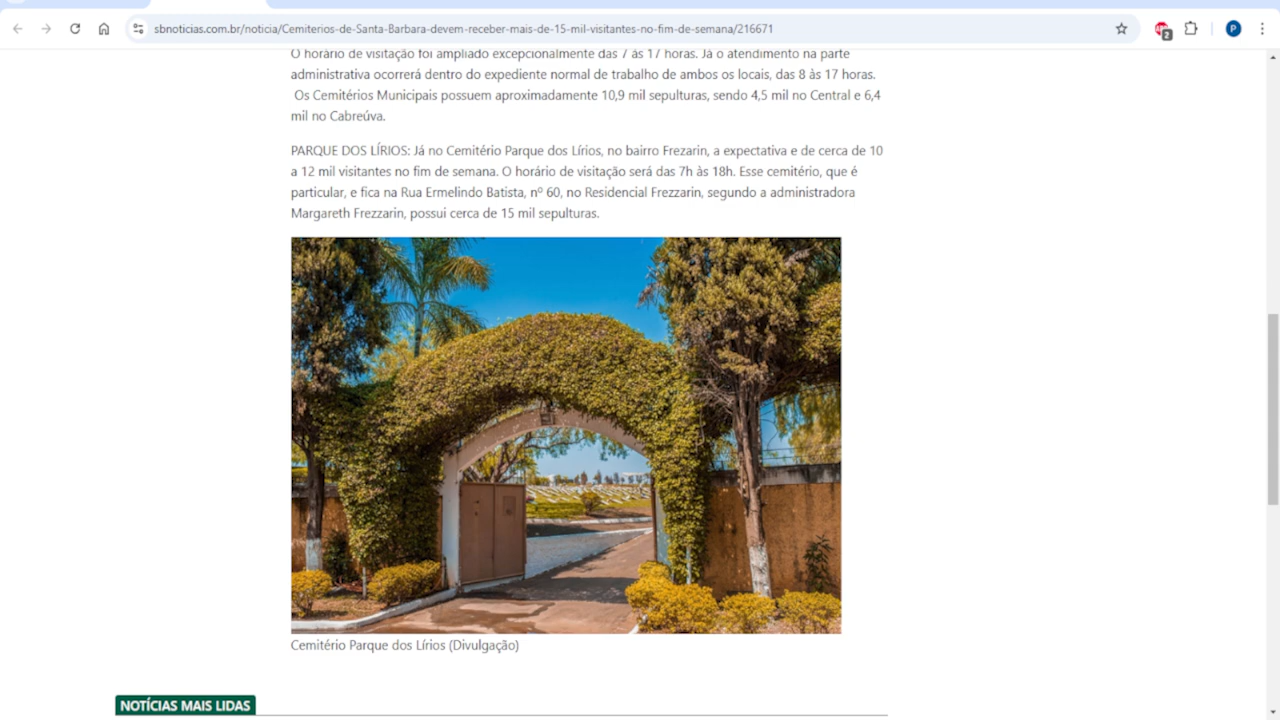 sbnoticias.com.br/noticia/Cemiterios-de-Santa-Barbara-devem-receber-mais-de-15-mil-visitantes-no-fim-de-semana/216671
2
P
O horário de visitação foi ampliado excepcionalmente das 7 às 17 horas. Já o atendimento na parte
administrativa ocorrerá dentro do expediente normal de trabalho de ambos os locais, das 8 às 17 horas.
Os Cemitérios Municipais possuem aproximadamente 10,9 mil sepulturas, sendo 4,5 mil no Central e 6,4
mil no Cabreúva.
PARQUE DOS LÍRIOS: Já no Cemitério Parque dos Lírios, no bairro Frezarin, a expectativa e de cerca de 10
a 12 mil visitantes no fim de semana. O horário de visitação será das 7h às 18h. Esse cemitério, que é
particular, e fica na Rua Ermelindo Batista, nº 60, no Residencial Frezzarin, segundo a administradora
Margareth Frezzarin, possui cerca de 15 mil sepulturas.
Cemitério Parque dos Lírios (Divulgação)
NOTÍCIAS MAIS LIDAS